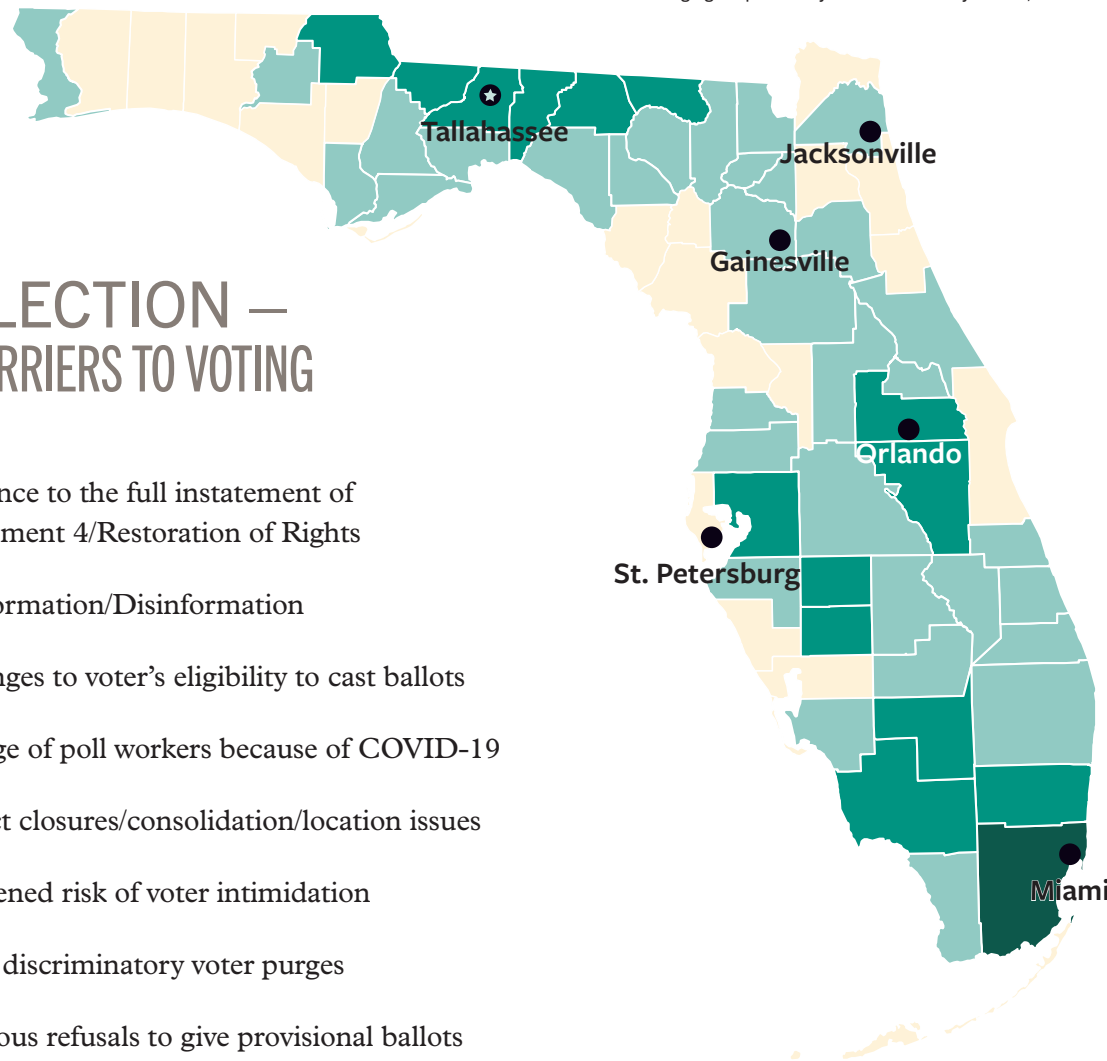 Tallahassee
Jacksonville
Gainesville
Orlando
St. Petersburg
Miami
LECTION –
RRIERS TO VOTING
nce to the full instatement of
ment 4/Restoration of Rights
ormation/Disinformation
nges to voter's eligibility to cast ballots
ge of poll workers because of COVID-19
ct closures/consolidation/location issues
ened risk of voter intimidation
discriminatory voter purges
ous refusals to give provisional ballots